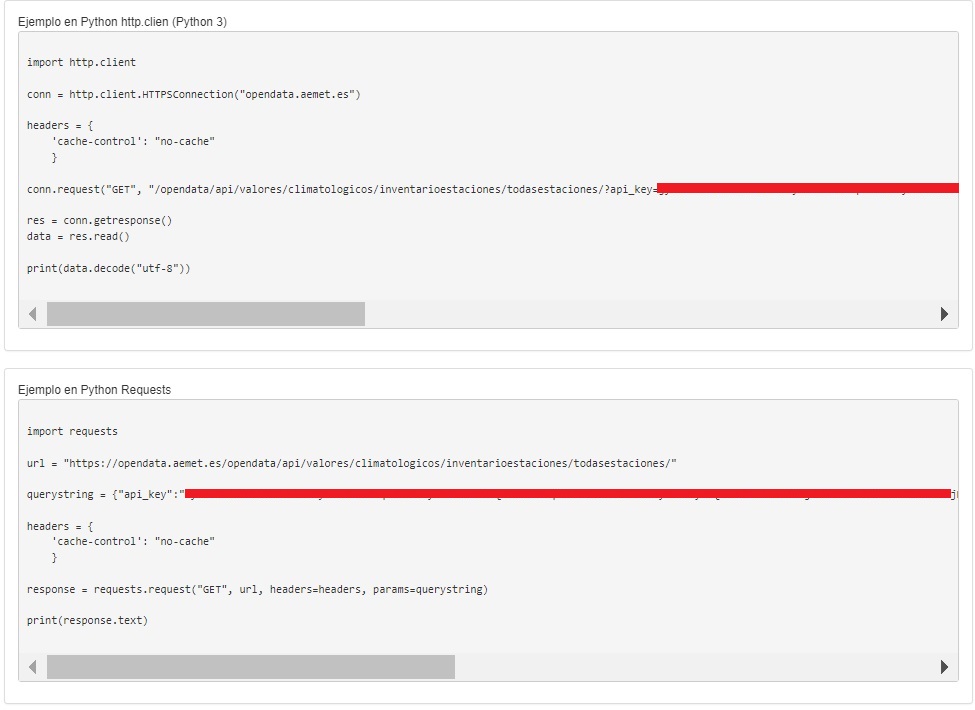 Ejemplo en Python http.clien (Python 3)
import http.client
conn = http.client.HTTPSConnection("opendata.aemet.es")
headers = {
    'cache-control': "no-cache"
    }
conn.request("GET", "/opendata/api/valores/climatologicos/inventarioestaciones/todasestaciones/?api_key=
res = conn.getresponse()
data = res.read()
print(data.decode("utf-8"))
Ejemplo en Python Requests
import requests
url = "https://opendata.aemet.es/opendata/api/valores/climatologicos/inventarioestaciones/todasestaciones/"
querystring = {"api_key":"
headers = {
    'cache-control': "no-cache"
    }
response = requests.request("GET", url, headers=headers, params=querystring)
print(response.text)